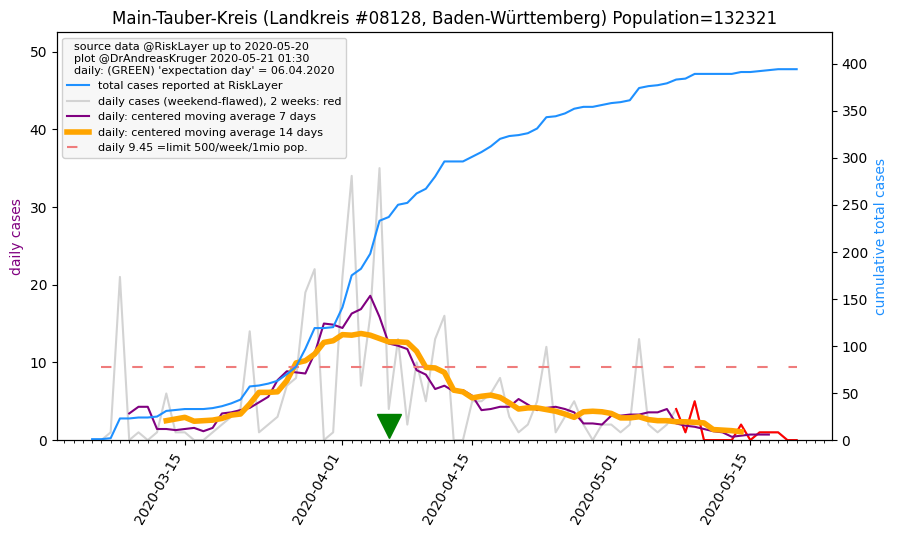 Main-Tauber-Kreis (Landkreis #08128, Baden-Württemberg) Population=132321
source data @RiskLayer up to 2020-05-20
plot @DrAndreasKruger 2020-05-21 01:30
daily: (GREEN) 'expectation day' = 06.04.2020
total cases reported at RiskLayer
daily cases (weekend-flawed), 2 weeks: red
daily: centered moving average 7 days
daily: centered moving average 14 days
daily 9.45 =limit 500/week/1mio pop.
daily cases
50
40
30
20
10
0
cumulative total cases
400
350
300
250
200
150
100
50
0
2020-03-15
2020-04-01
2020-04-15
2020-05-01
2020-05-15